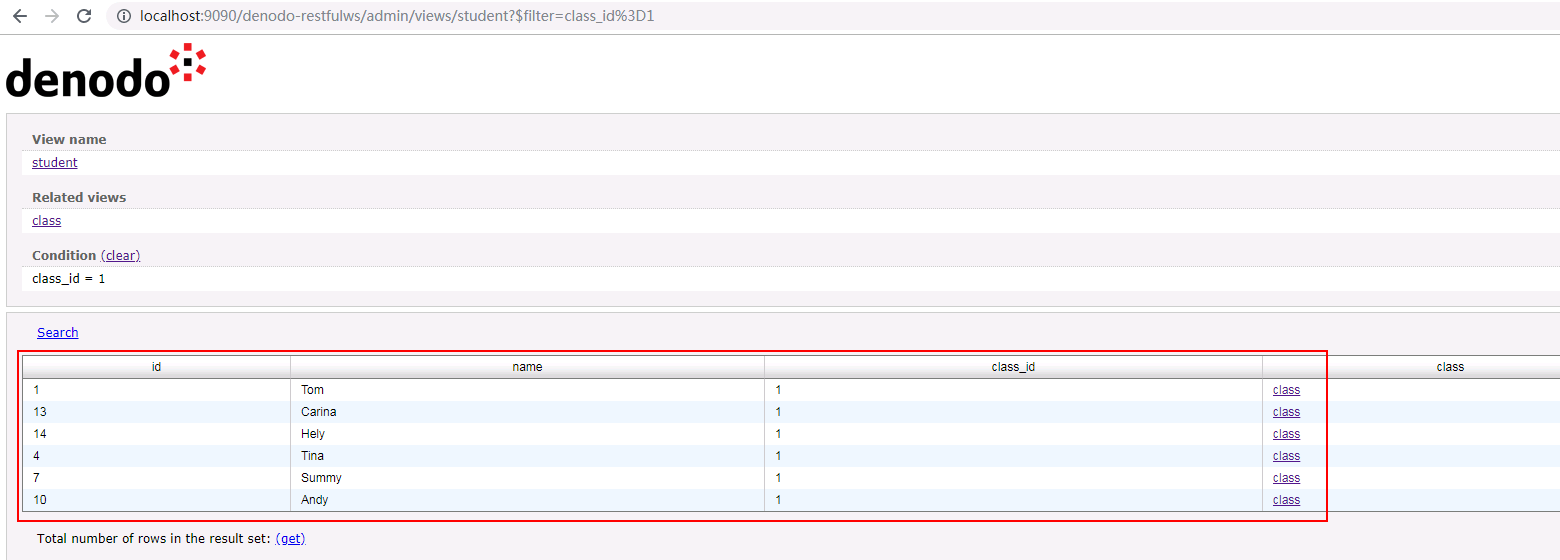 localhost:9090/denodo-restfulws/admin/views/student?$filter=class_id%3D1
denodo
View name
student
Related views
class
Condition (clear)
class_id = 1
Search
id name class_id class
1 Tom 1 class
13 Carina 1 class
14 Hely 1 class
4 Tina 1 class
7 Summy 1 class
10 Andy 1 class
Total number of rows in the result set: (get)